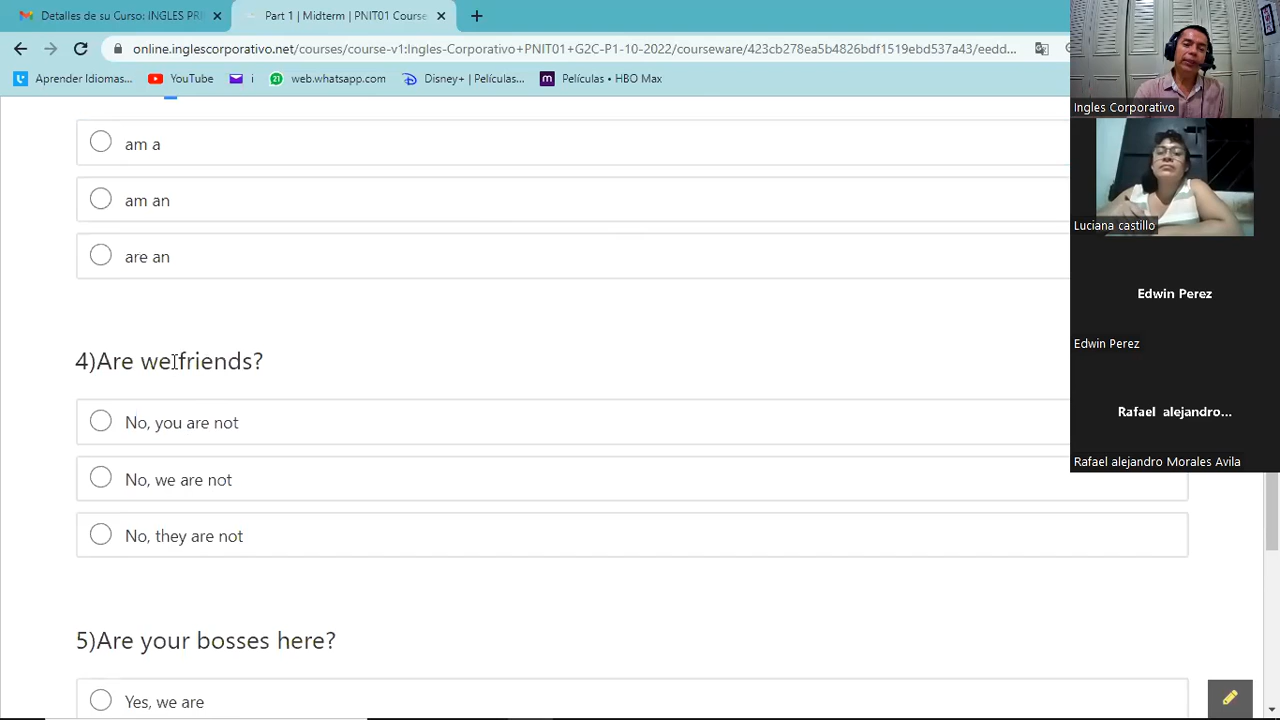 Detalles de su Curso: INGLES PRI
Part 1 | Midterm | PNIT01 Course
online.inglescorporativo.net/courses/course-v1:Ingles-Corporativo+PNIT01+G2C-P1-10-2022/courseware/
Aprender Idiomas...
YouTube
i
21
web.whatsapp.com
Disney+ | Películas...
Películas · HBO Max
Ingles Corporativo
Luciana castillo
Edwin Perez
Edwin Perez
Rafael alejandro...
Rafael alejandro Morales Avila
am a
am an
are an
4)Are we friends?
No, you are not
No, we are not
No, they are not
5)Are your bosses here?
Yes, we are